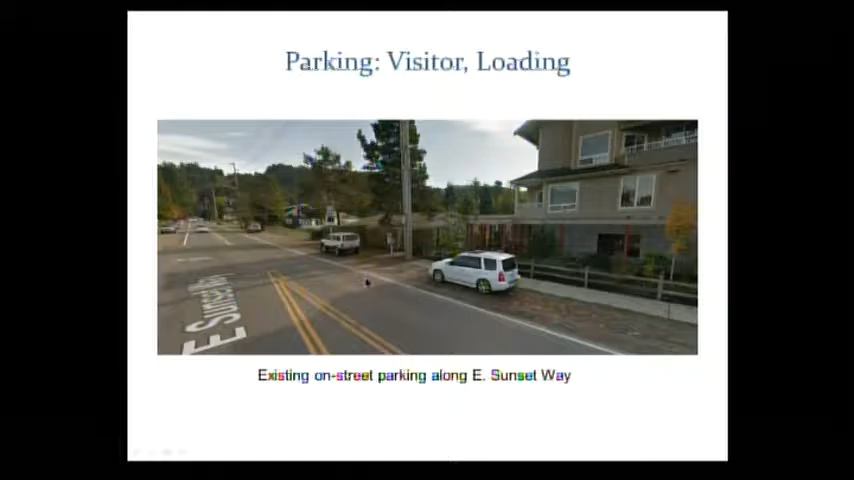 Parking: Visitor, Loading
E Sunset Way
Existing on-street parking along E. Sunset Way